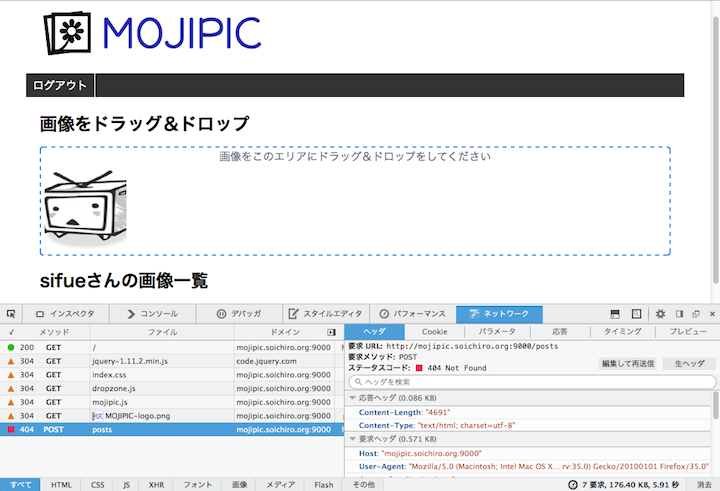 MOJIPIC
ログアウト
画像をドラッグ＆ドロップ
画像をこのエリアにドラッグ＆ドロップをしてください
sifueさんの画像一覧
インスペクタ コンソール デバッガ スタイルエディタ パフォーマンス ネットワーク
✓ メソッド ファイル ドメイン
200 GET / mojipic.soichiro.org:9000
304 GET jquery-1.11.2.min.js code.jquery.com
304 GET index.css mojipic.soichiro.org:9000
304 GET dropzone.js mojipic.soichiro.org:9000
304 GET mojipic.js mojipic.soichiro.org:9000
304 GET MOJIPIC-logo.png mojipic.soichiro.org:9000
404 POST posts mojipic.soichiro.org:9000
ヘッダ Cookie パラメータ 応答 タイミング プレビュー
要求 URL: http://mojipic.soichiro.org:9000/posts
要求メソッド: POST
ステータスコード: 404 Not Found
編集して再送信 生ヘッダ
ヘッダを検索
応答ヘッダ (0.086 KB)
Content-Length: "4691"
Content-Type: "text/html; charset=utf-8"
要求ヘッダ (0.571 KB)
Host: "mojipic.soichiro.org:9000"
User-Agent: "Mozilla/5.0 (Macintosh; Intel Mac OS X... rv:35.0) Gecko/20100101 Firefox/35.0"
すべて HTML CSS JS XHR フォント 画像 メディア Flash その他 7 要求, 176.40 KB, 5.91 秒 消去